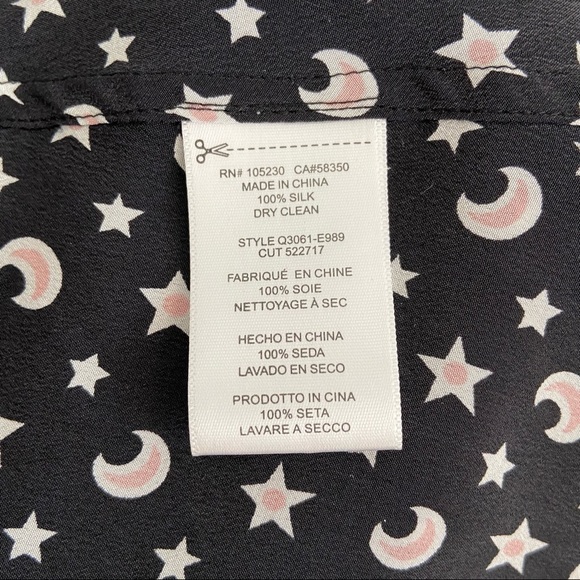 RN# 105230 CA#58350
MADE IN CHINA
100% SILK
DRY CLEAN
STYLE Q3061-E989
CUT 522717
FABRIQUÉ EN CHINE
100% SOIE
NETTOYAGE À SEC
HECHO EN CHINA
100% SEDA
LAVADO EN SECO
PRODOTTO IN CINA
100% SETA
LAVARE A SECCO